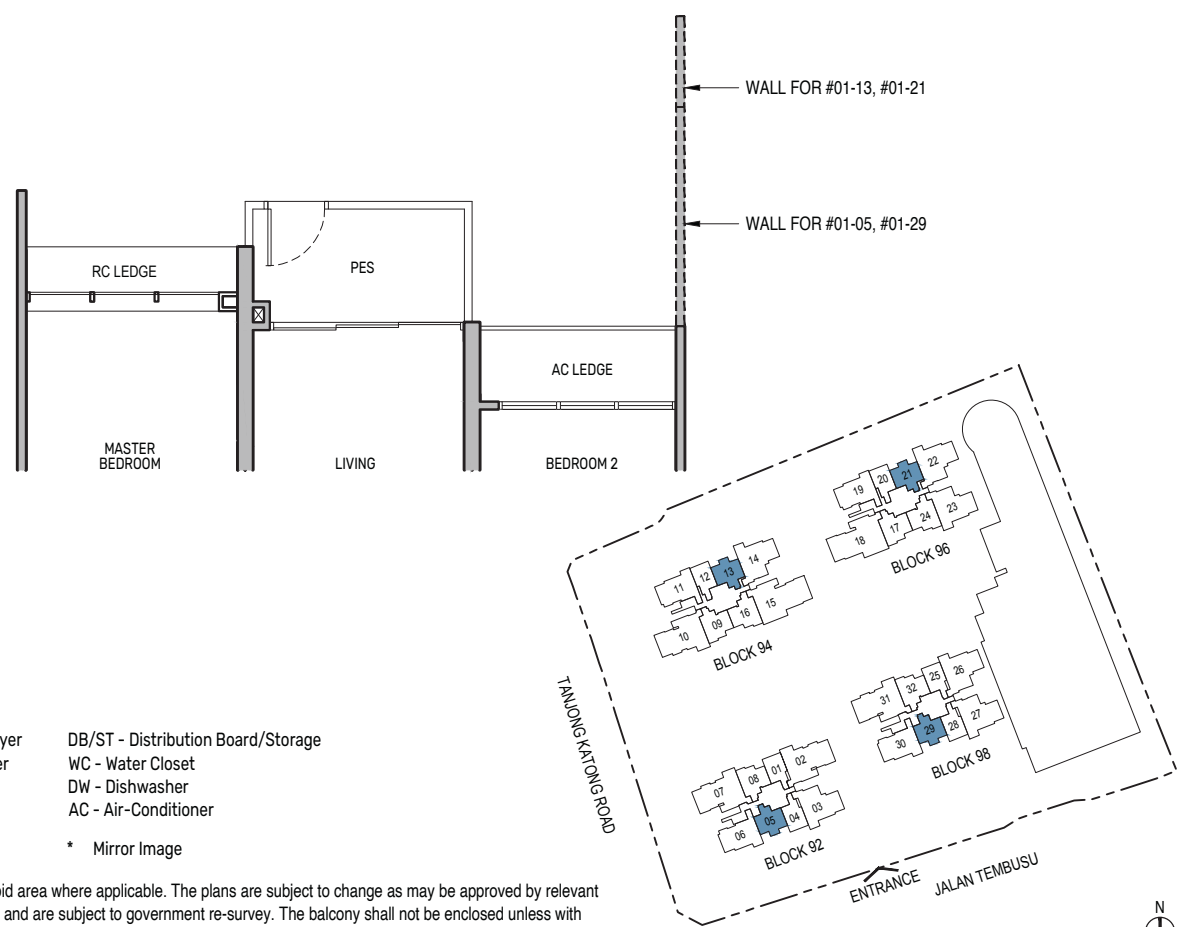 WALL FOR #01-13, #01-21
WALL FOR #01-05, #01-29
RC LEDGE
PES
AC LEDGE
MASTER
BEDROOM
LIVING
BEDROOM 2
22
21
20
19
23
24
17
18
BLOCK 96
14
13
12
11
15
16
09
10
BLOCK 94
26
25
32
31
27
28
29
30
BLOCK 98
02
01
08
07
03
04
05
06
BLOCK 92
TANJONG KATONG ROAD
ENTRANCE
JALAN TEMBUSU
N
DB/ST - Distribution Board/Storage
WC - Water Closet
DW - Dishwasher
AC - Air-Conditioner
* Mirror Image
area where applicable. The plans are subject to change as may be approved by relevant
and are subject to government re-survey. The balcony shall not be enclosed unless with